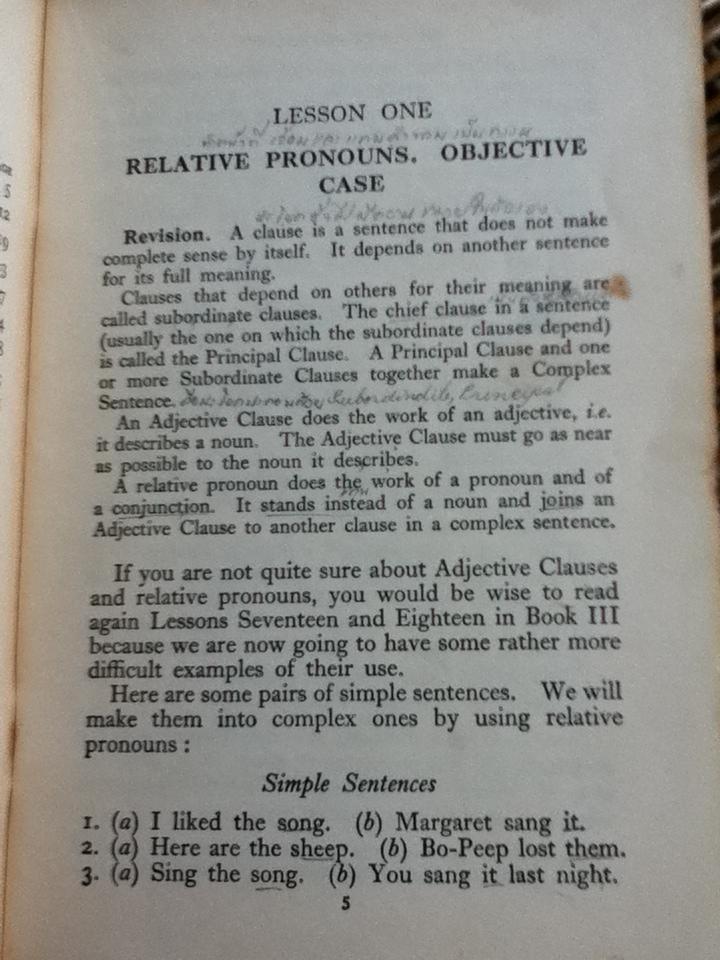 LESSON ONE
RELATIVE PRONOUNS. OBJECTIVE
CASE
Revision. A clause is a sentence that does not make
complete sense by itself. It depends on another sentence
for its full meaning.
Clauses that depend on others for their meaning are
called subordinate clauses. The chief clause in a sentence
(usually the one on which the subordinate clauses depend)
is called the Principal Clause. A Principal Clause and one
or more Subordinate Clauses together make a Complex
Sentence.
An Adjective Clause does the work of an adjective, i.e.
it describes a noun. The Adjective Clause must go as near
as possible to the noun it describes.
A relative pronoun does the work of a pronoun and of
a conjunction. It stands instead of a noun and joins an
Adjective Clause to another clause in a complex sentence.
If you are not quite sure about Adjective Clauses
and relative pronouns, you would be wise to read
again Lessons Seventeen and Eighteen in Book III
because we are now going to have some rather more
difficult examples of their use.
Here are some pairs of simple sentences. We will
make them into complex ones by using relative
pronouns :
Simple Sentences
1. (a) I liked the song. (b) Margaret sang it.
2. (a) Here are the sheep. (b) Bo-Peep lost them.
3. (a) Sing the song. (b) You sang it last night.
5